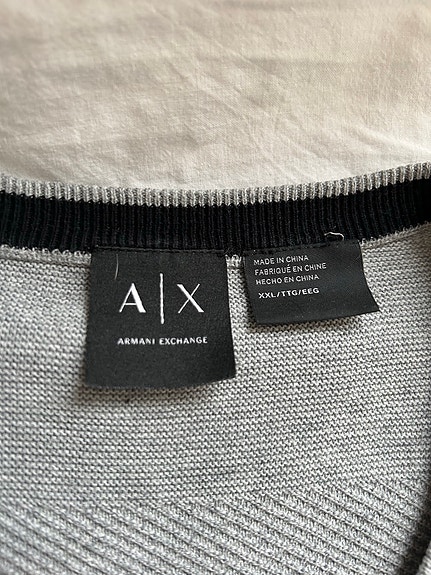 A|X
ARMANI EXCHANGE
MADE IN CHINA
FABRIQUÉ EN CHINE
HECHO EN CHINA
XXL/TTG/EEG